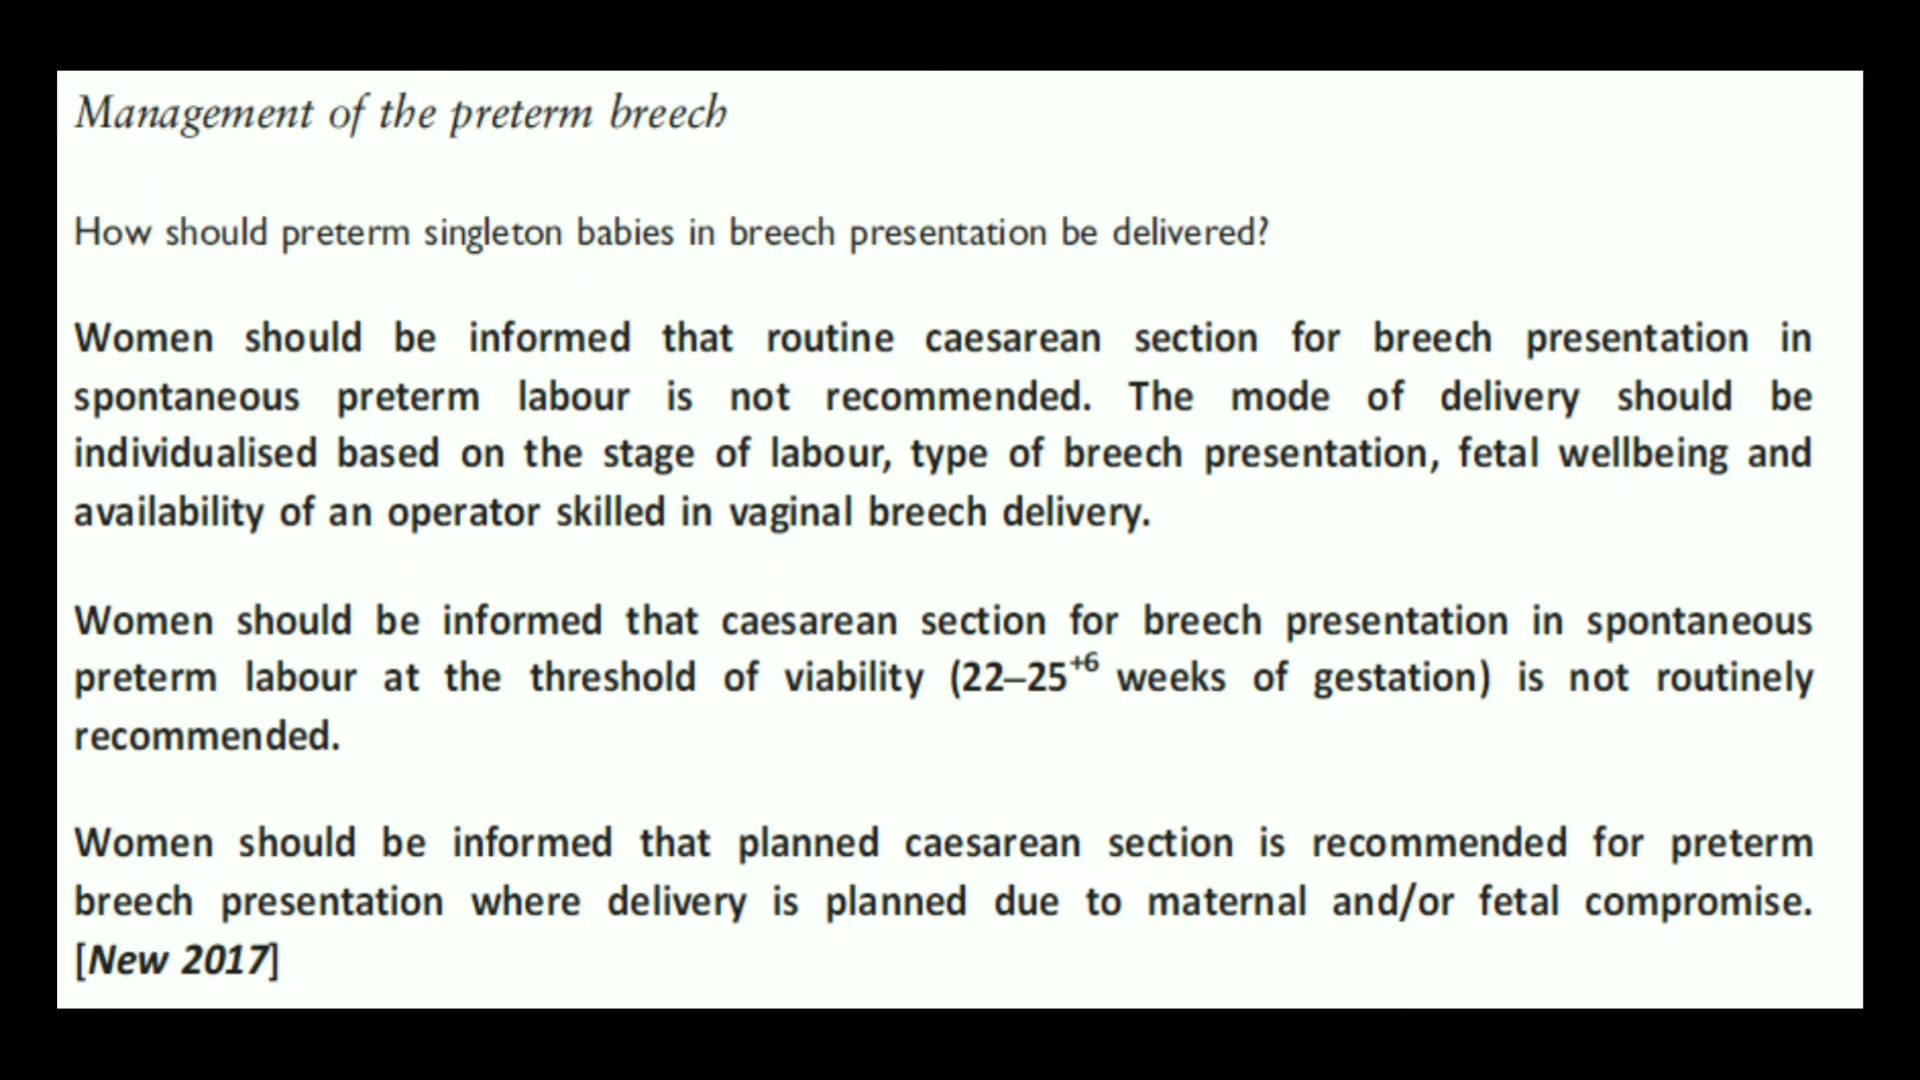 Management of the preterm breech
How should preterm singleton babies in breech presentation be delivered?
Women should be informed that routine caesarean section for breech presentation in
spontaneous preterm labour is not recommended. The mode of delivery should be
individualised based on the stage of labour, type of breech presentation, fetal wellbeing and
availability of an operator skilled in vaginal breech delivery.
Women should be informed that caesarean section for breech presentation in spontaneous
preterm labour at the threshold of viability (22–25⁺⁶ weeks of gestation) is not routinely
recommended.
Women should be informed that planned caesarean section is recommended for preterm
breech presentation where delivery is planned due to maternal and/or fetal compromise.
[New 2017]